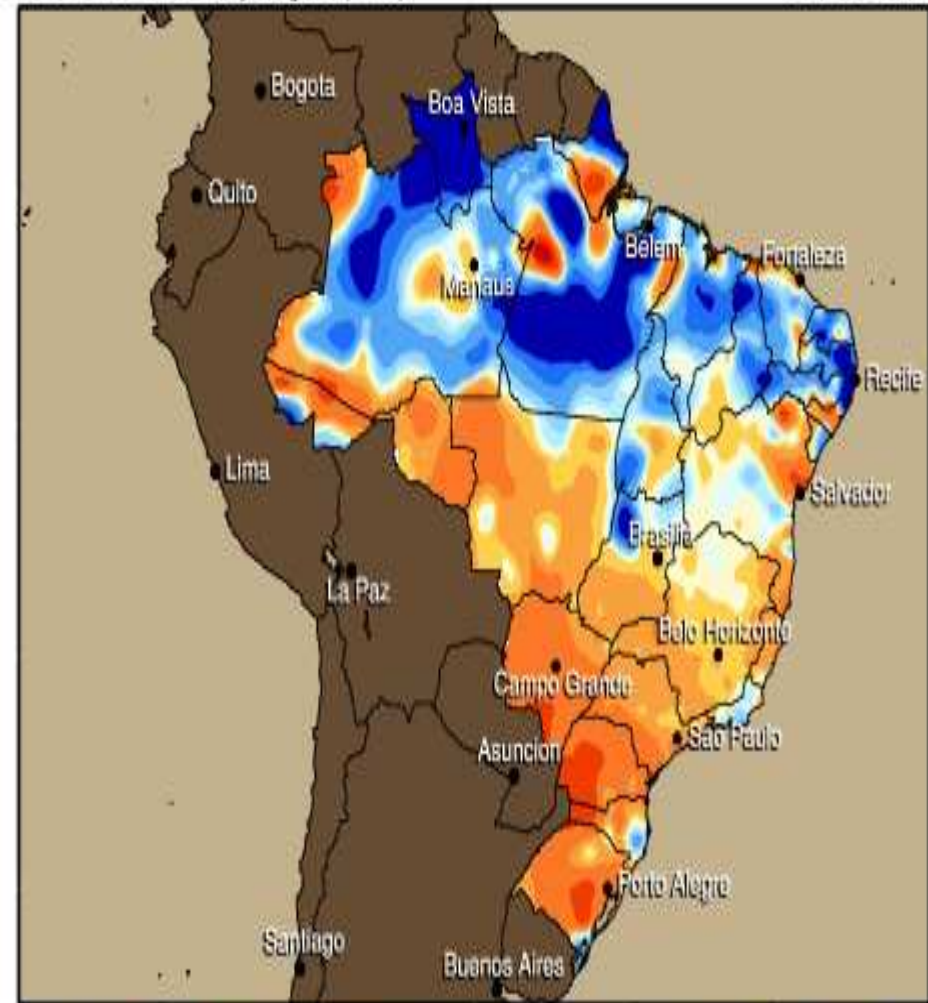 Bogota
Boa Vista
Quito
Belem
Fortaleza
Manaus
Recife
Lima
Salvador
Brasilia
La Paz
Belo Horizonte
Campo Grande
Sao Paulo
Asuncion
Porto Alegre
Santiago
Buenos Aires